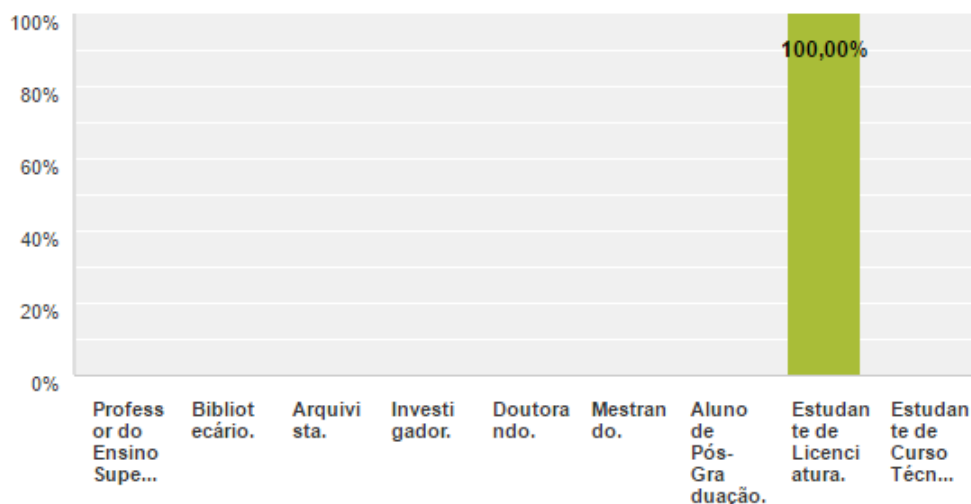 100%
100,00%
80%
60%
40%
20%
0%
Profess
or do
Ensino
Supe...
Bibliot
ecário.
Arquivi
sta.
Investi
gador.
Doutora
ndo.
Mestran
do.
Aluno
de
Pós-
Gra
duação.
Estudan
te de
Licenci
atura.
Estudan
te de
Curso
Técn...